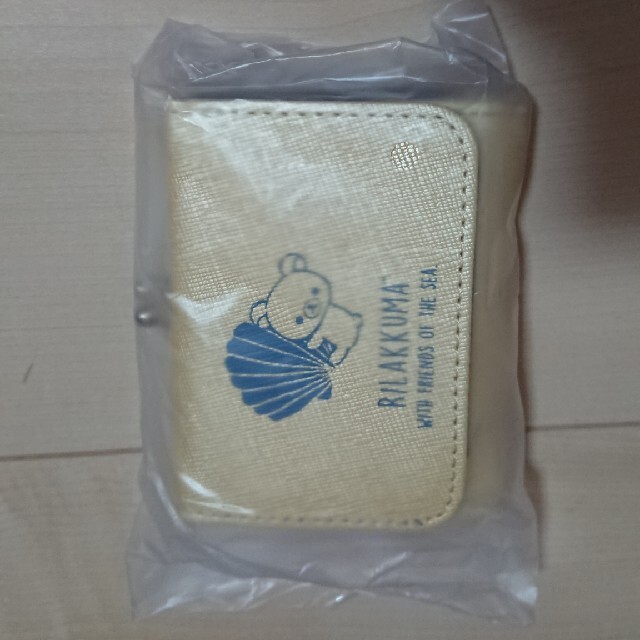 RILAKKUMA™
WITH FRIENDS OF THE SEA